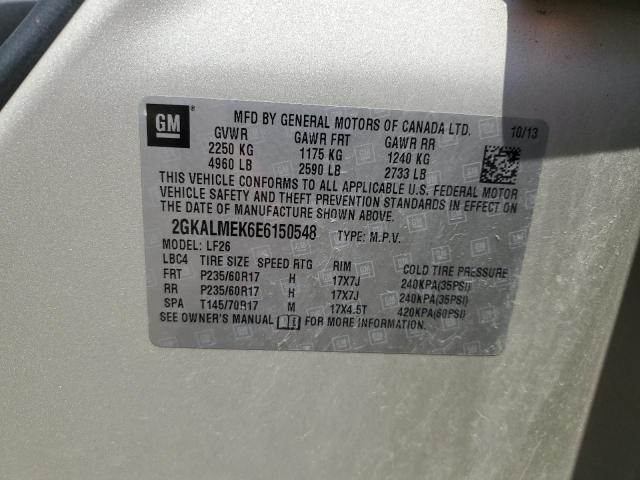 GM ® MFD BY GENERAL MOTORS OF CANADA LTD. 10/13
GVWR GAWR FRT GAWR RR
2250 KG 1175 KG 1240 KG
4960 LB 2590 LB 2733 LB
THIS VEHICLE CONFORMS TO ALL APPLICABLE U.S. FEDERAL MOTOR
VEHICLE SAFETY AND THEFT PREVENTION STANDARDS IN EFFECT ON
THE DATE OF MANUFACTURE SHOWN ABOVE.
2GKALMEK6E6150548 TYPE: M.P.V.
MODEL: LF26
LBC4 TIRE SIZE SPEED RTG RIM COLD TIRE PRESSURE
FRT P235/60R17 H 17X7J 240KPA(35PSI)
RR P235/60R17 H 17X7J 240KPA(35PSI)
SPA T145/70R17 M 17X4.5T 420KPA(60PSI)
SEE OWNER'S MANUAL FOR MORE INFORMATION.